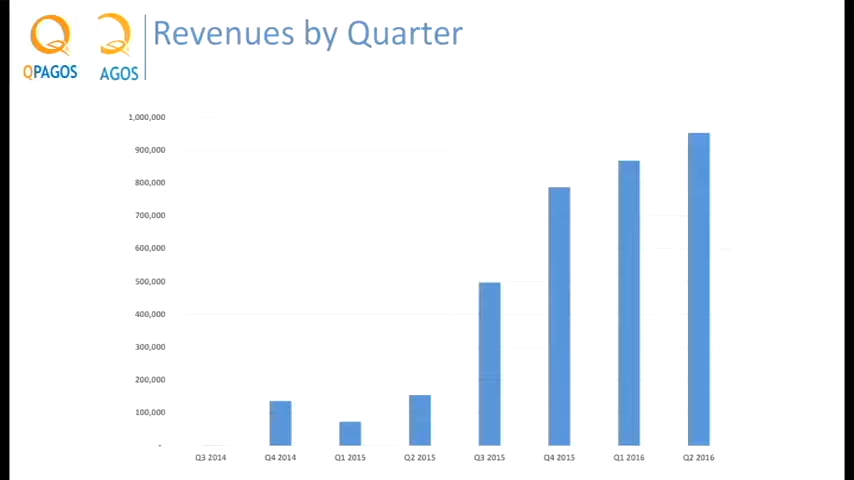 Revenues by Quarter
QPAGOS
AGOS
1,000,000
900,000
800,000
700,000
600,000
500,000
400,000
300,000
200,000
100,000
-
Q3 2014 Q4 2014 Q1 2015 Q2 2015 Q3 2015 Q4 2015 Q1 2016 Q2 2016